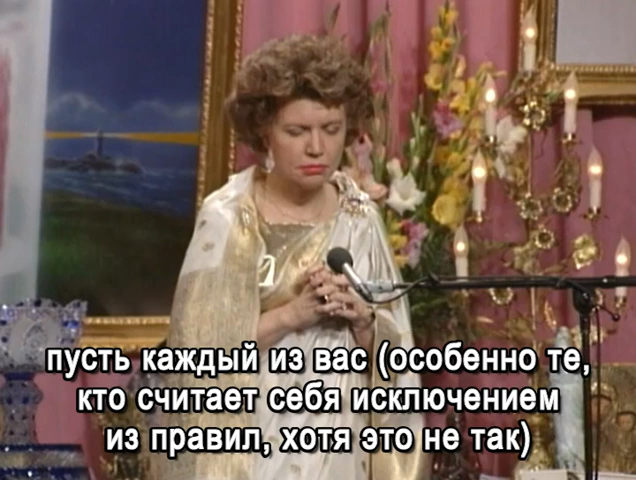 пусть каждый из вас (особенно те,
кто считает себя исключением
из правил, хотя это не так)